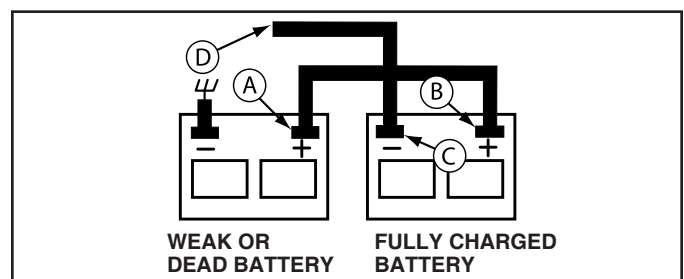 D
A
B
– + – +
C
WEAK OR
DEAD BATTERY
FULLY CHARGED
BATTERY